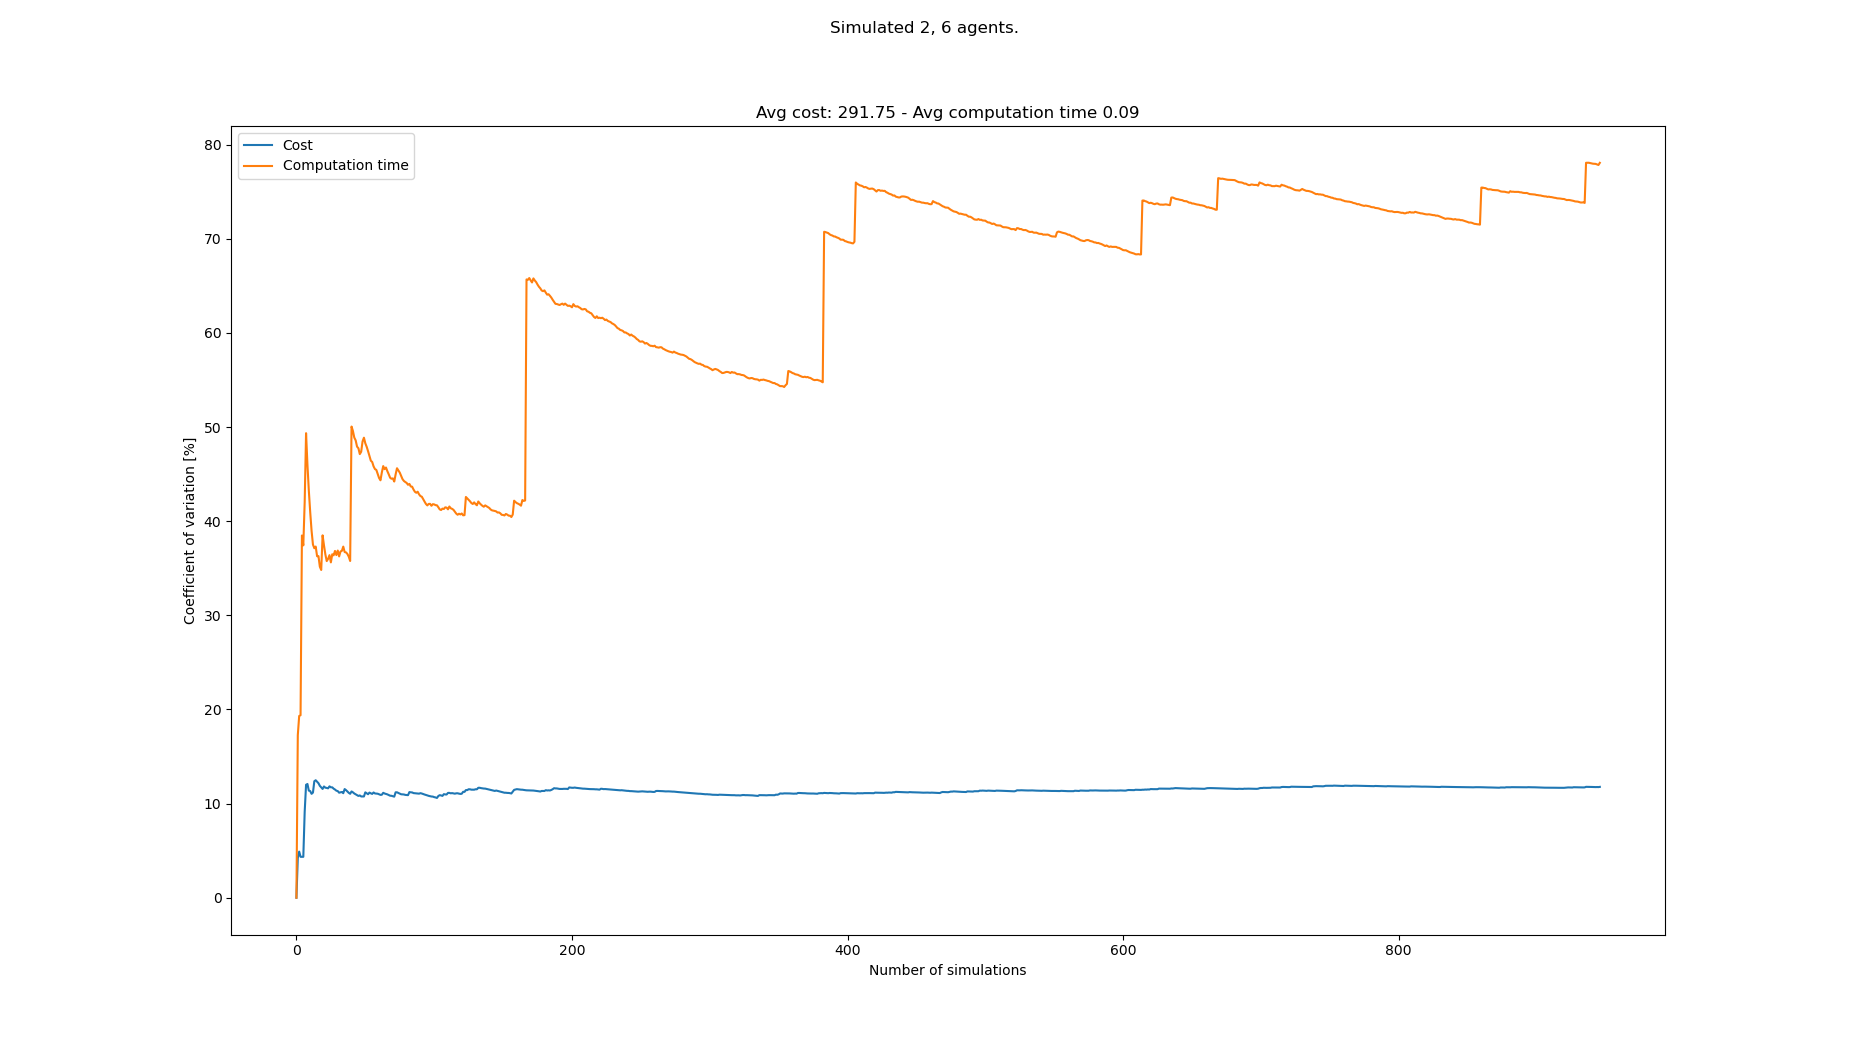 Simulated 2, 6 agents.
Avg cost: 291.75 - Avg computation time 0.09
Cost
Computation time
80
70
60
50
40
30
20
10
0
Coefficient of variation [%]
0 200 400 600 800
Number of simulations